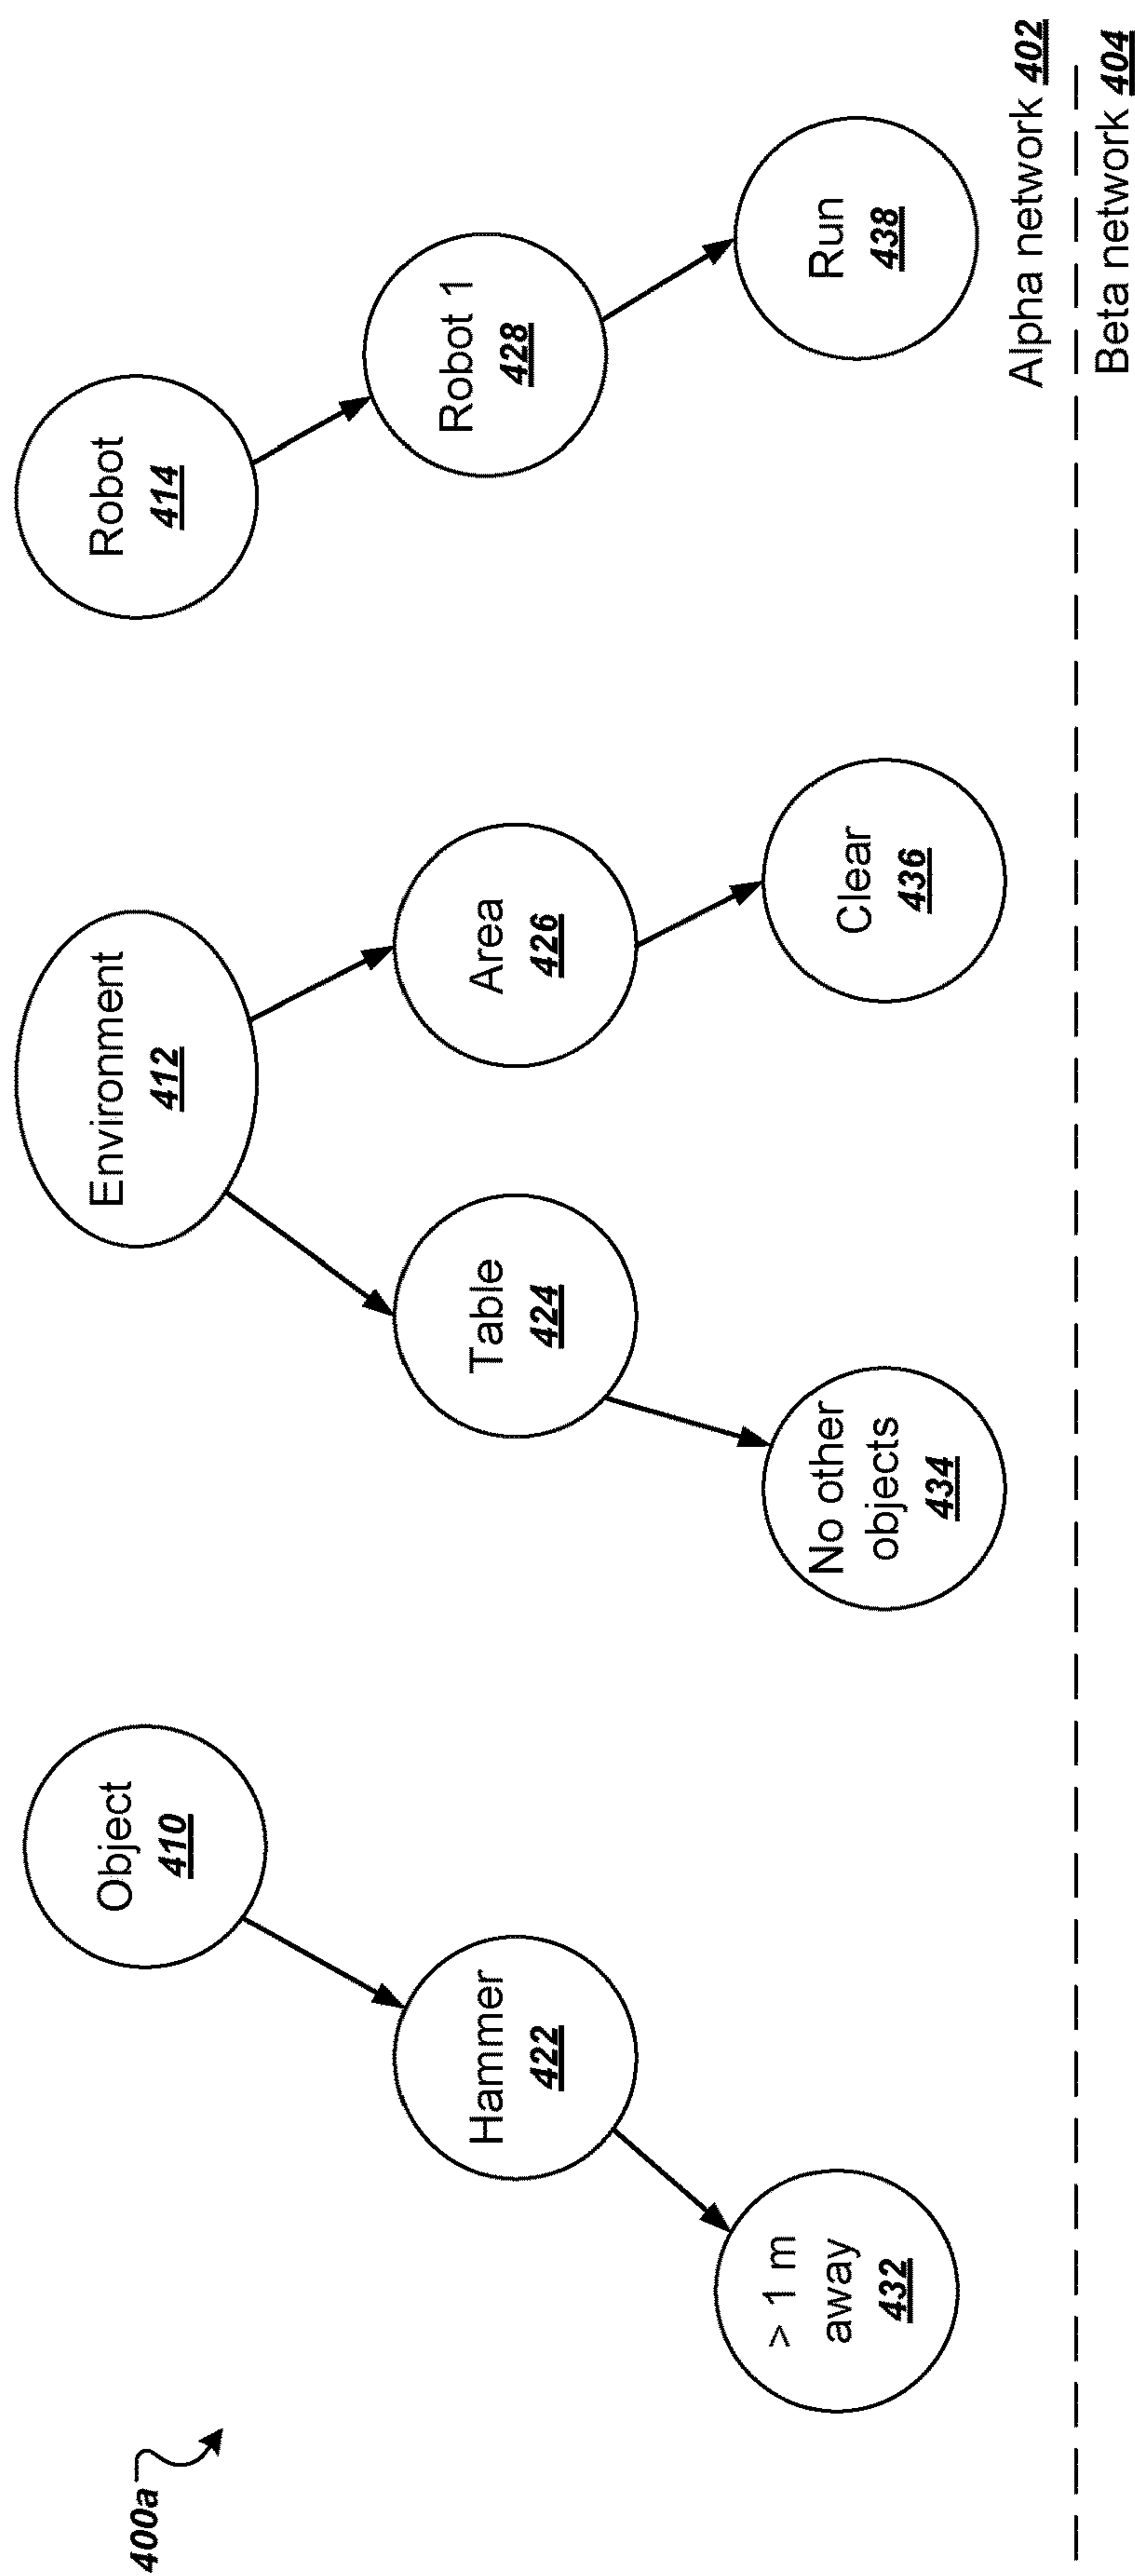 400a
Object
410
Environment
412
Robot
414
Hammer
422
Table
424
Area
426
Robot 1
428
> 1 m
away
432
No other
objects
434
Clear
436
Run
438
Alpha network 402
Beta network 404